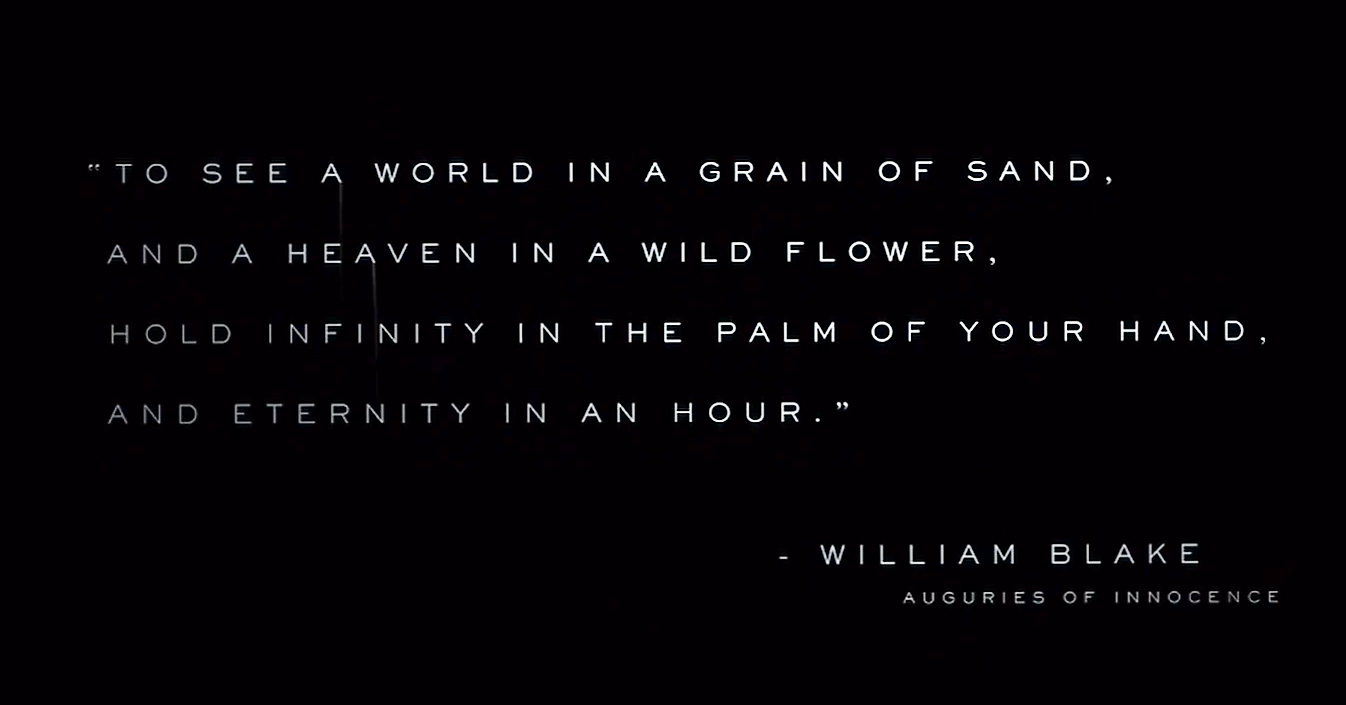 “TO SEE A WORLD IN A GRAIN OF SAND,
AND A HEAVEN IN A WILD FLOWER,
HOLD INFINITY IN THE PALM OF YOUR HAND,
AND ETERNITY IN AN HOUR.”
- WILLIAM BLAKE
AUGURIES OF INNOCENCE